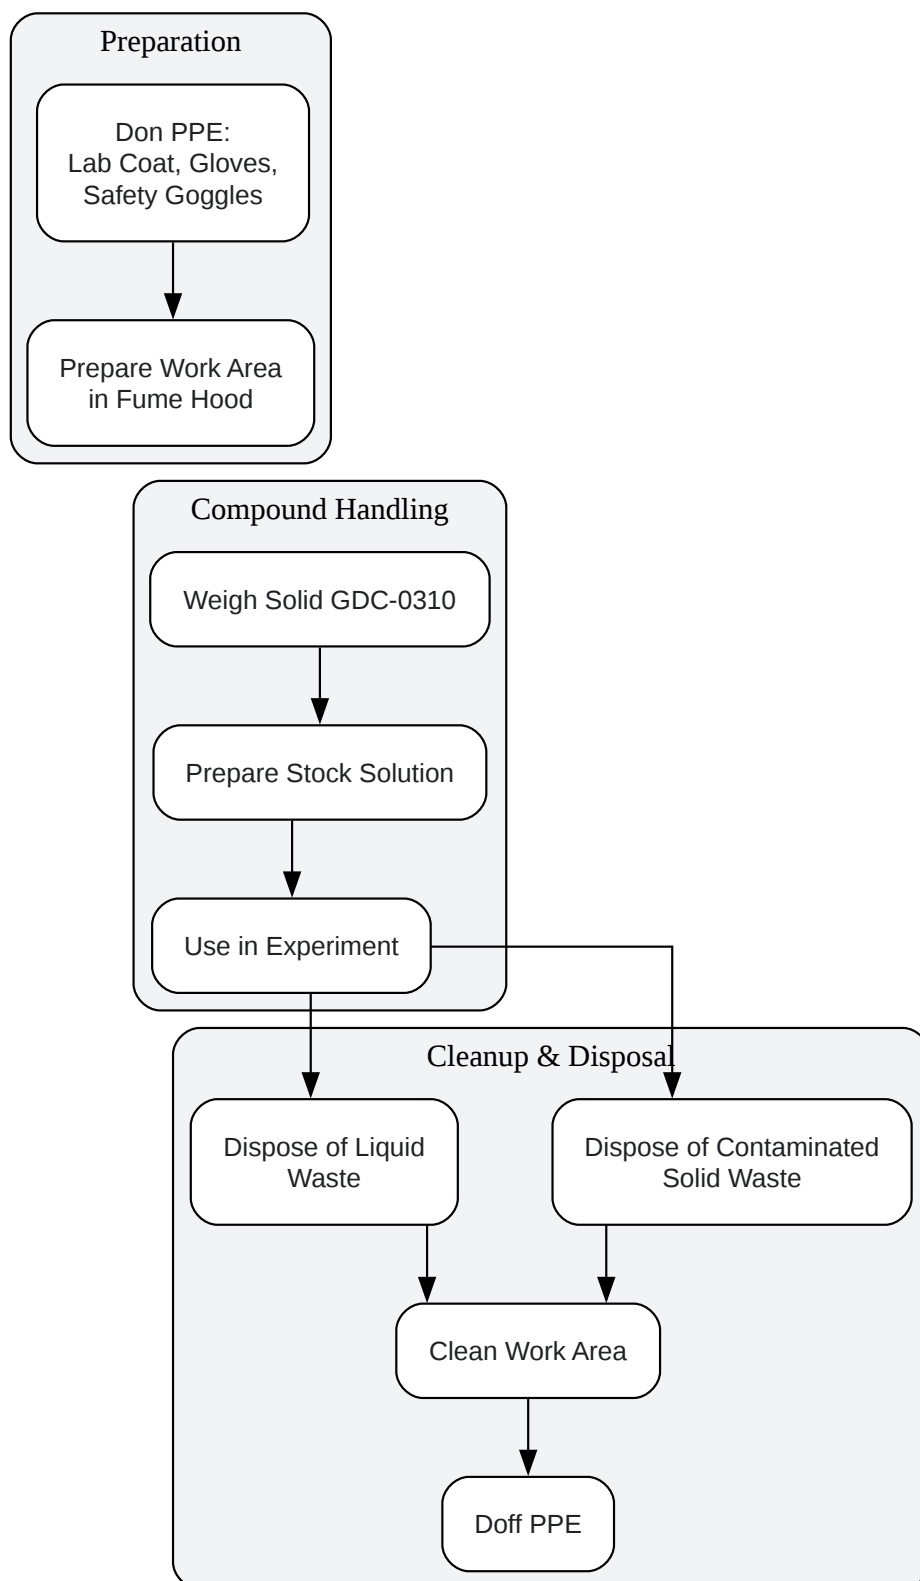 Preparation
Don PPE:
Lab Coat, Gloves,
Safety Goggles
Prepare Work Area
in Fume Hood
Compound Handling
Weigh Solid GDC-0310
Prepare Stock Solution
Use in Experiment
Cleanup & Disposal
Dispose of Liquid
Waste
Dispose of Contaminated
Solid Waste
Clean Work Area
Doff PPE